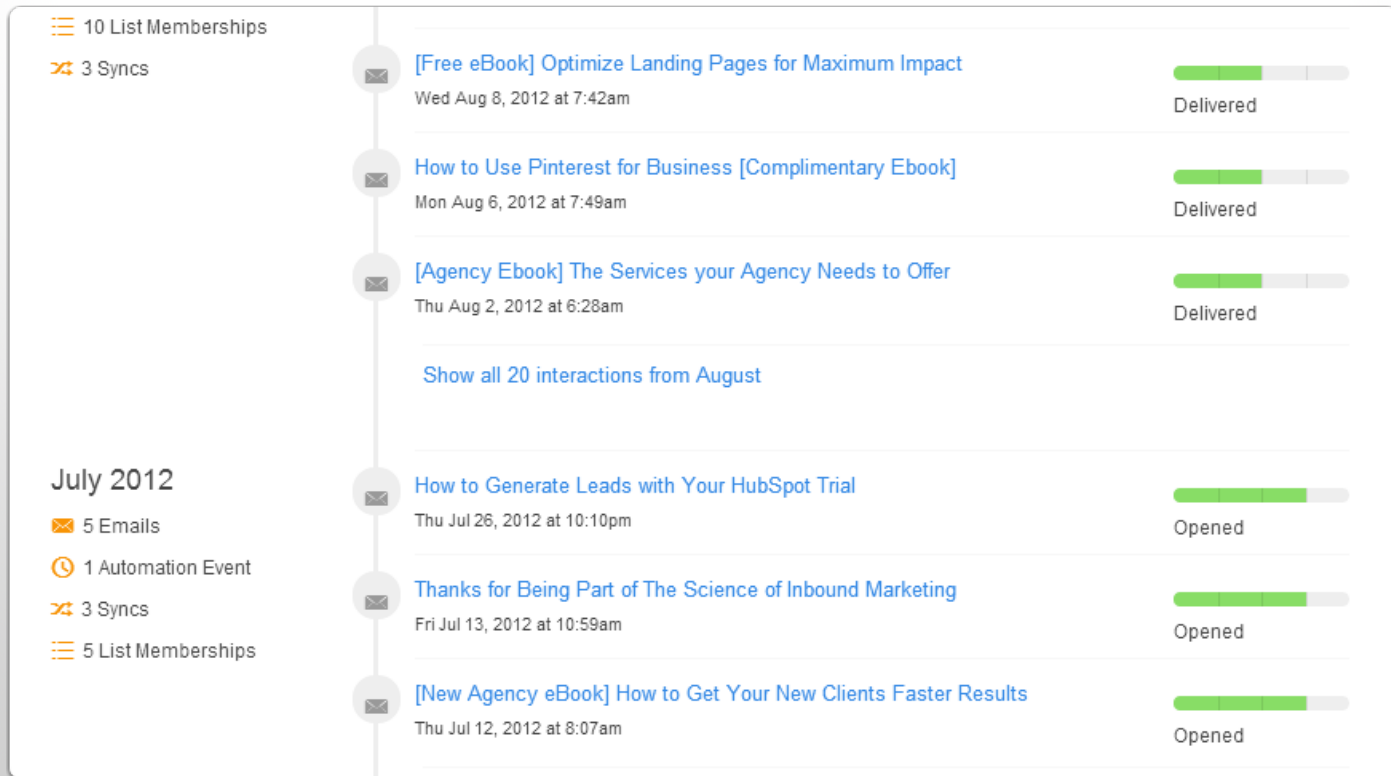 10 List Memberships
3 Syncs
[Free eBook] Optimize Landing Pages for Maximum Impact
Wed Aug 8, 2012 at 7:42am
Delivered
How to Use Pinterest for Business [Complimentary Ebook]
Mon Aug 6, 2012 at 7:49am
Delivered
[Agency Ebook] The Services your Agency Needs to Offer
Thu Aug 2, 2012 at 6:28am
Delivered
Show all 20 interactions from August
July 2012
5 Emails
1 Automation Event
3 Syncs
5 List Memberships
How to Generate Leads with Your HubSpot Trial
Thu Jul 26, 2012 at 10:10pm
Opened
Thanks for Being Part of The Science of Inbound Marketing
Fri Jul 13, 2012 at 10:59am
Opened
[New Agency eBook] How to Get Your New Clients Faster Results
Thu Jul 12, 2012 at 8:07am
Opened